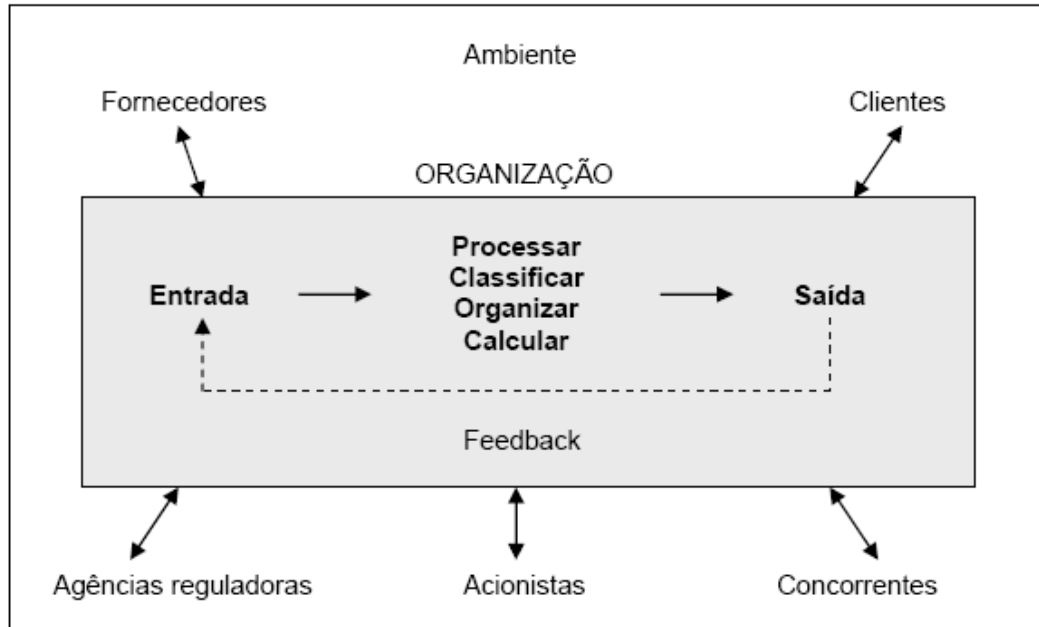 Ambiente
Fornecedores
Clientes
ORGANIZAÇÃO
Processar
Classificar
Organizar
Calcular
Entrada
Saída
Feedback
Agências reguladoras
Acionistas
Concorrentes